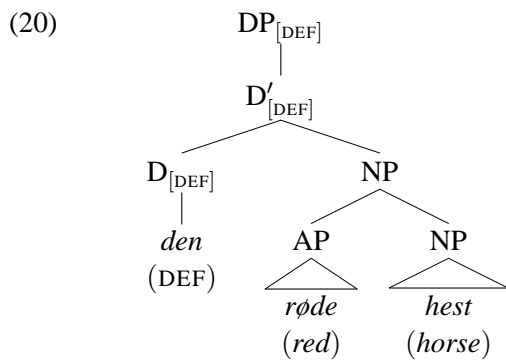 (20)
DP[DEF]
D′[DEF]
D[DEF] NP
den AP NP
(DEF)
røde hest
(red) (horse)